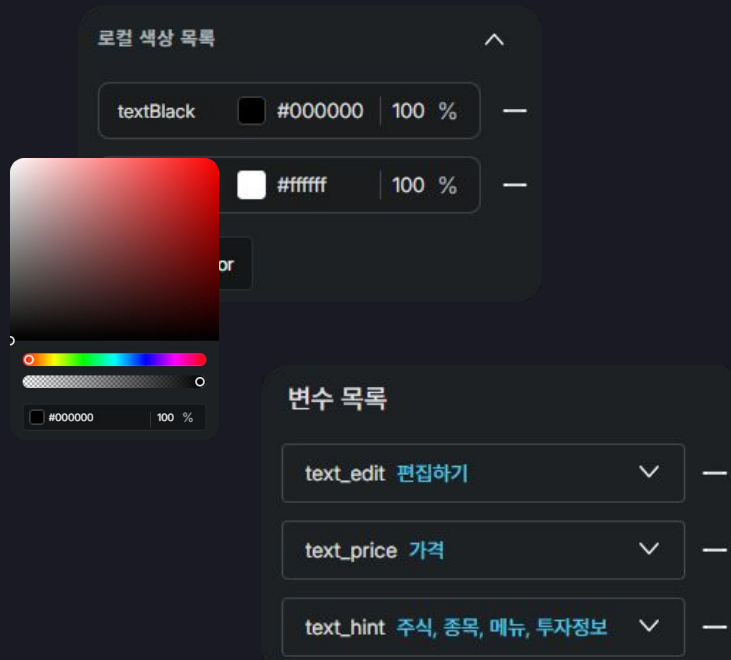 로컬 색상 목록
textBlack #000000 100 %
#ffffff 100 %
or
#000000 100 %
변수 목록
text_edit 편집하기
text_price 가격
text_hint 주식, 종목, 메뉴, 투자정보